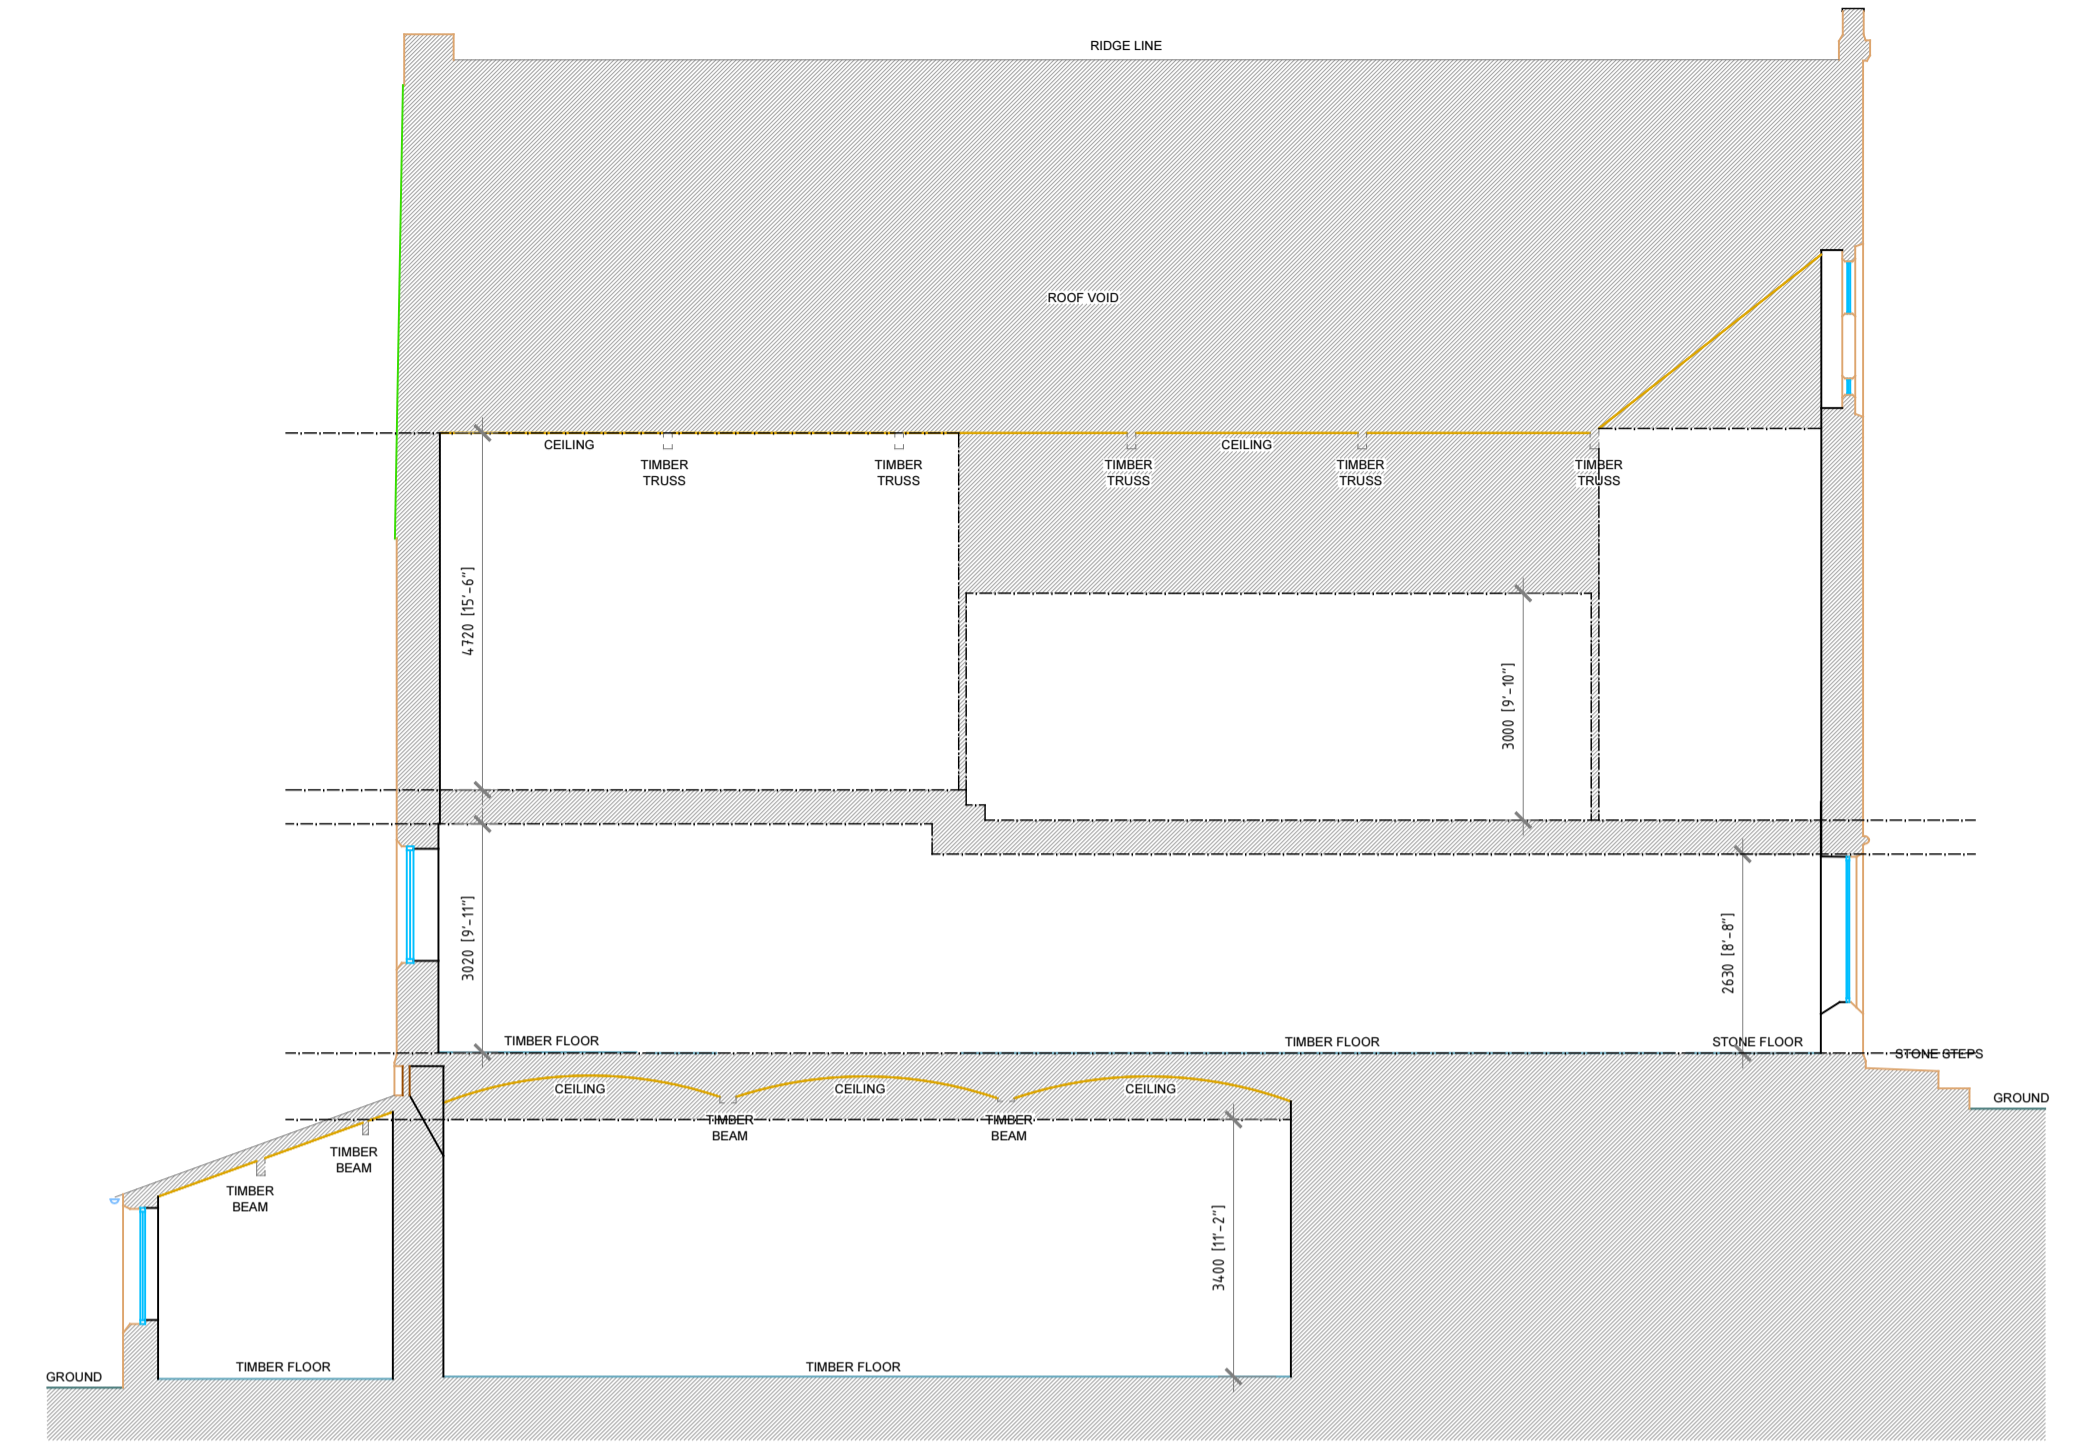 RIDGE LINE
ROOF VOID
CEILING
CEILING
TIMBER
TRUSS
TIMBER
TRUSS
TIMBER
TRUSS
TIMBER
TRUSS
TIMBER
TRUSS
4720 [15'-6"]
3000 [9'-10"]
3020 [9'-11"]
2630 [8'-8"]
TIMBER FLOOR
TIMBER FLOOR
STONE FLOOR
STONE STEPS
CEILING
CEILING
CEILING
GROUND
TIMBER
BEAM
TIMBER
BEAM
TIMBER
BEAM
TIMBER
BEAM
3400 [11'-2"]
TIMBER FLOOR
TIMBER FLOOR
GROUND